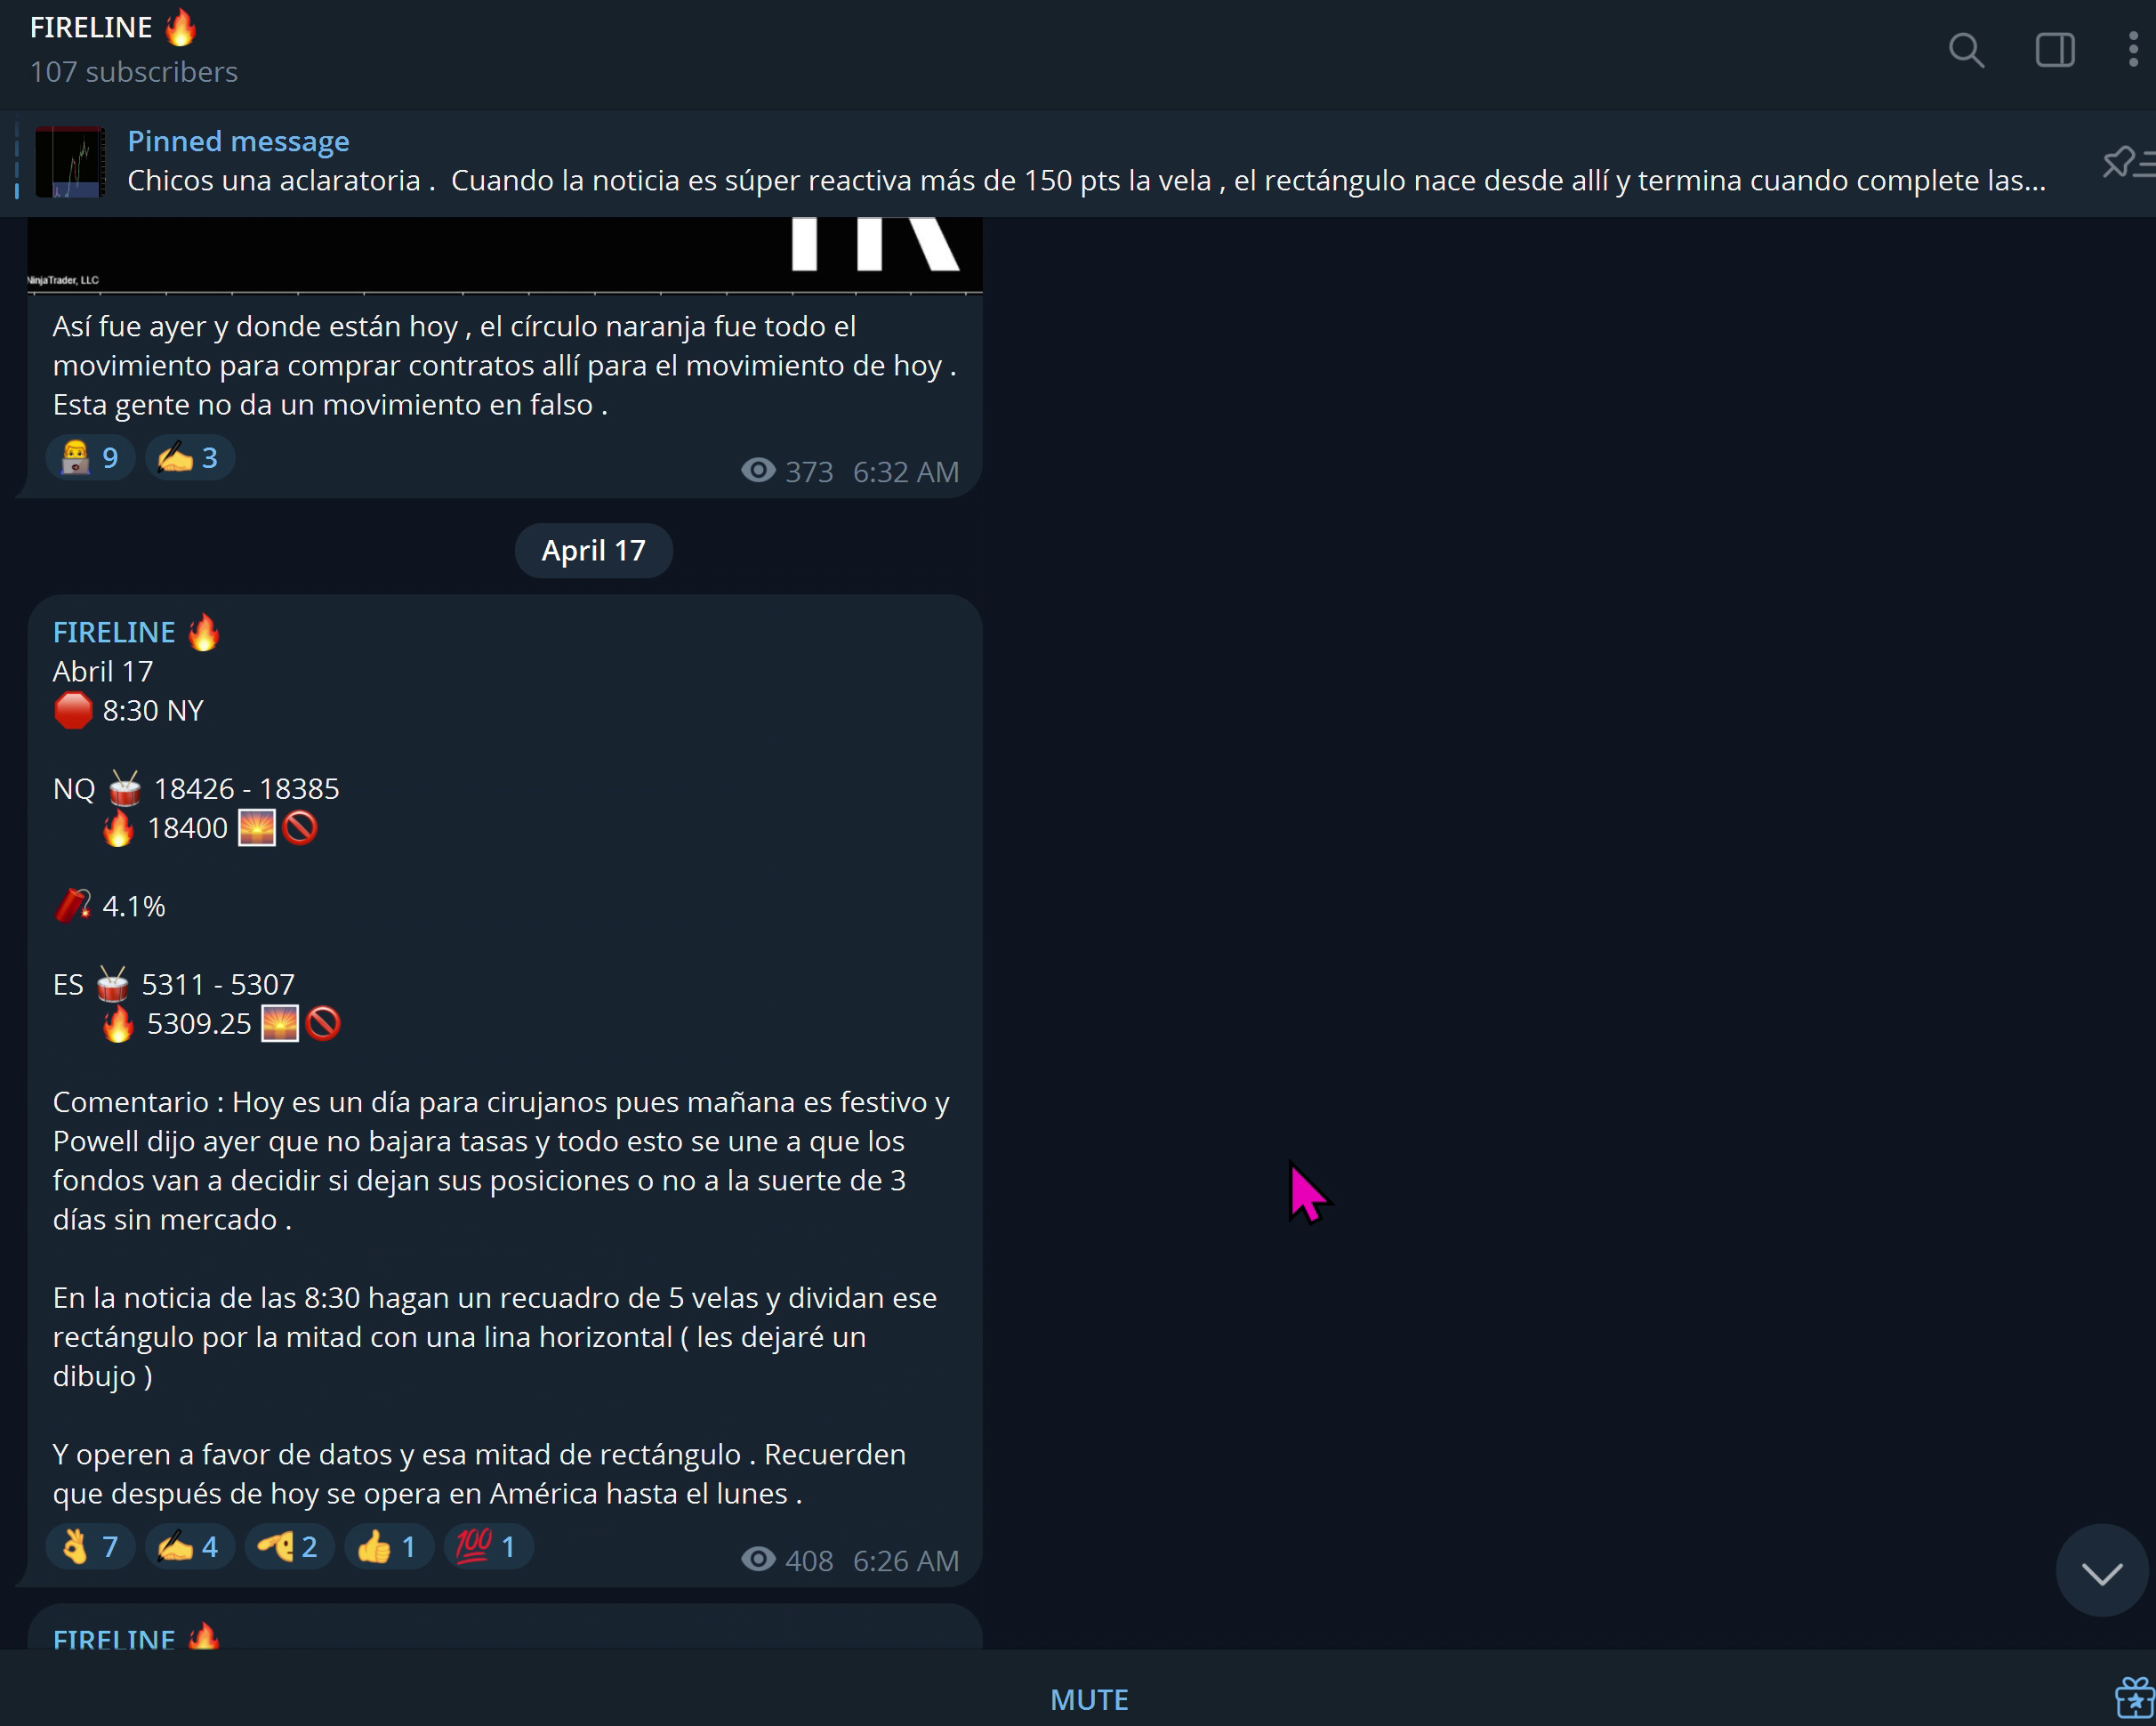 FIRELINE 🔥
107 subscribers
Pinned message
Chicos una aclaratoria .  Cuando la noticia es súper reactiva más de 150 pts la vela , el rectángulo nace desde allí y termina cuando complete las...
NinjaTrader, LLC
Así fue ayer y donde están hoy , el círculo naranja fue todo el
movimiento para comprar contratos allí para el movimiento de hoy .
Esta gente no da un movimiento en falso .
👨‍💻 9 ✍️ 3
373 6:32 AM
April 17
FIRELINE 🔥
Abril 17
🛑 8:30 NY
NQ 🥁 18426 - 18385
🔥 18400 🌅🚫
🧨 4.1%
ES 🥁 5311 - 5307
🔥 5309.25 🌅🚫
Comentario : Hoy es un día para cirujanos pues mañana es festivo y
Powell dijo ayer que no bajara tasas y todo esto se une a que los
fondos van a decidir si dejan sus posiciones o no a la suerte de 3
días sin mercado .
En la noticia de las 8:30 hagan un recuadro de 5 velas y dividan ese
rectángulo por la mitad con una lina horizontal ( les dejaré un
dibujo )
Y operen a favor de datos y esa mitad de rectángulo . Recuerden
que después de hoy se opera en América hasta el lunes .
👌 7 ✍️ 4 🫡 2 👍 1 💯 1
408 6:26 AM
FIRELINE 🔥
MUTE